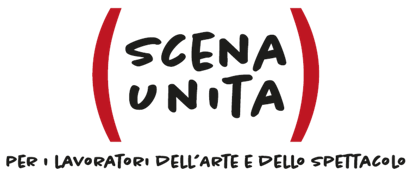 (SCENA
UNITA)
PER I LAVORATORI DELL'ARTE E DELLO SPETTACOLO